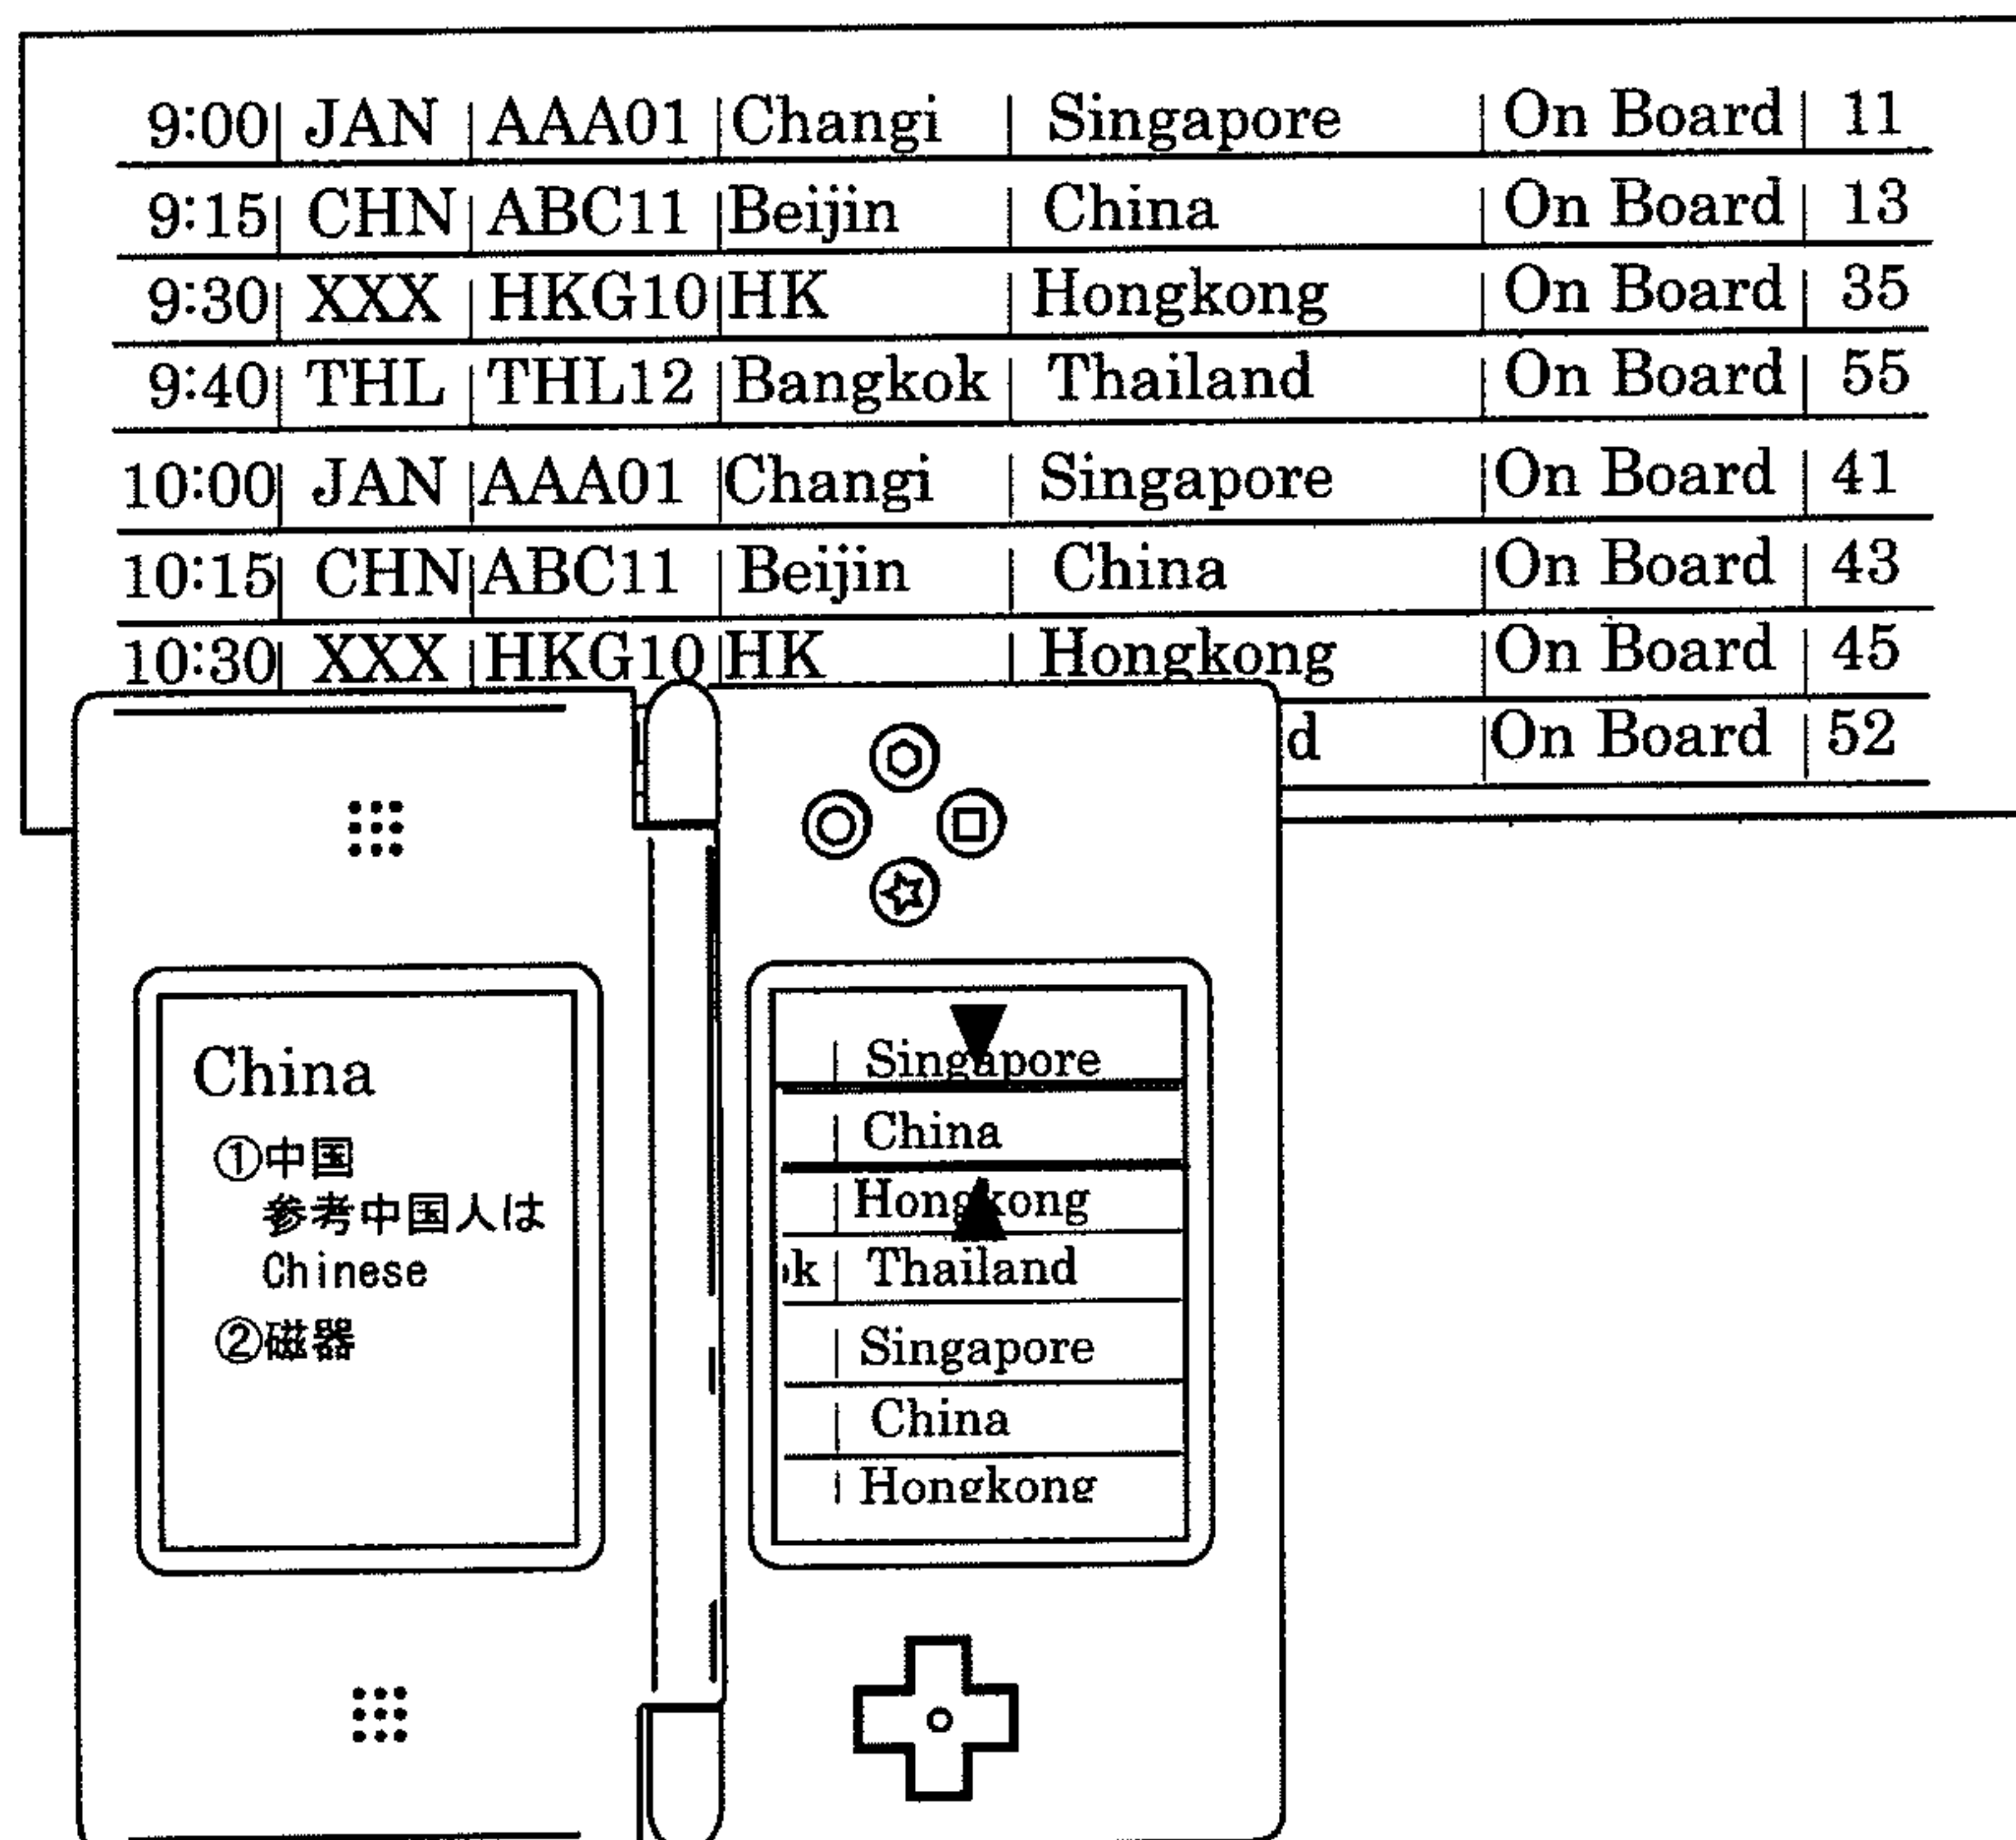 9:00 JAN AAA01 Changi Singapore On Board 11
9:15 CHN ABC11 Beijin China On Board 13
9:30 XXX HKG10 HK Hongkong On Board 35
9:40 THL THL12 Bangkok Thailand On Board 55
10:00 JAN AAA01 Changi Singapore On Board 41
10:15 CHN ABC11 Beijin China On Board 43
10:30 XXX HKG10 HK Hongkong On Board 45
d On Board 52
China
①中国
参考中国人は
Chinese
②磁器
Singapore
China
Hongkong
k Thailand
Singapore
China
Hongkong